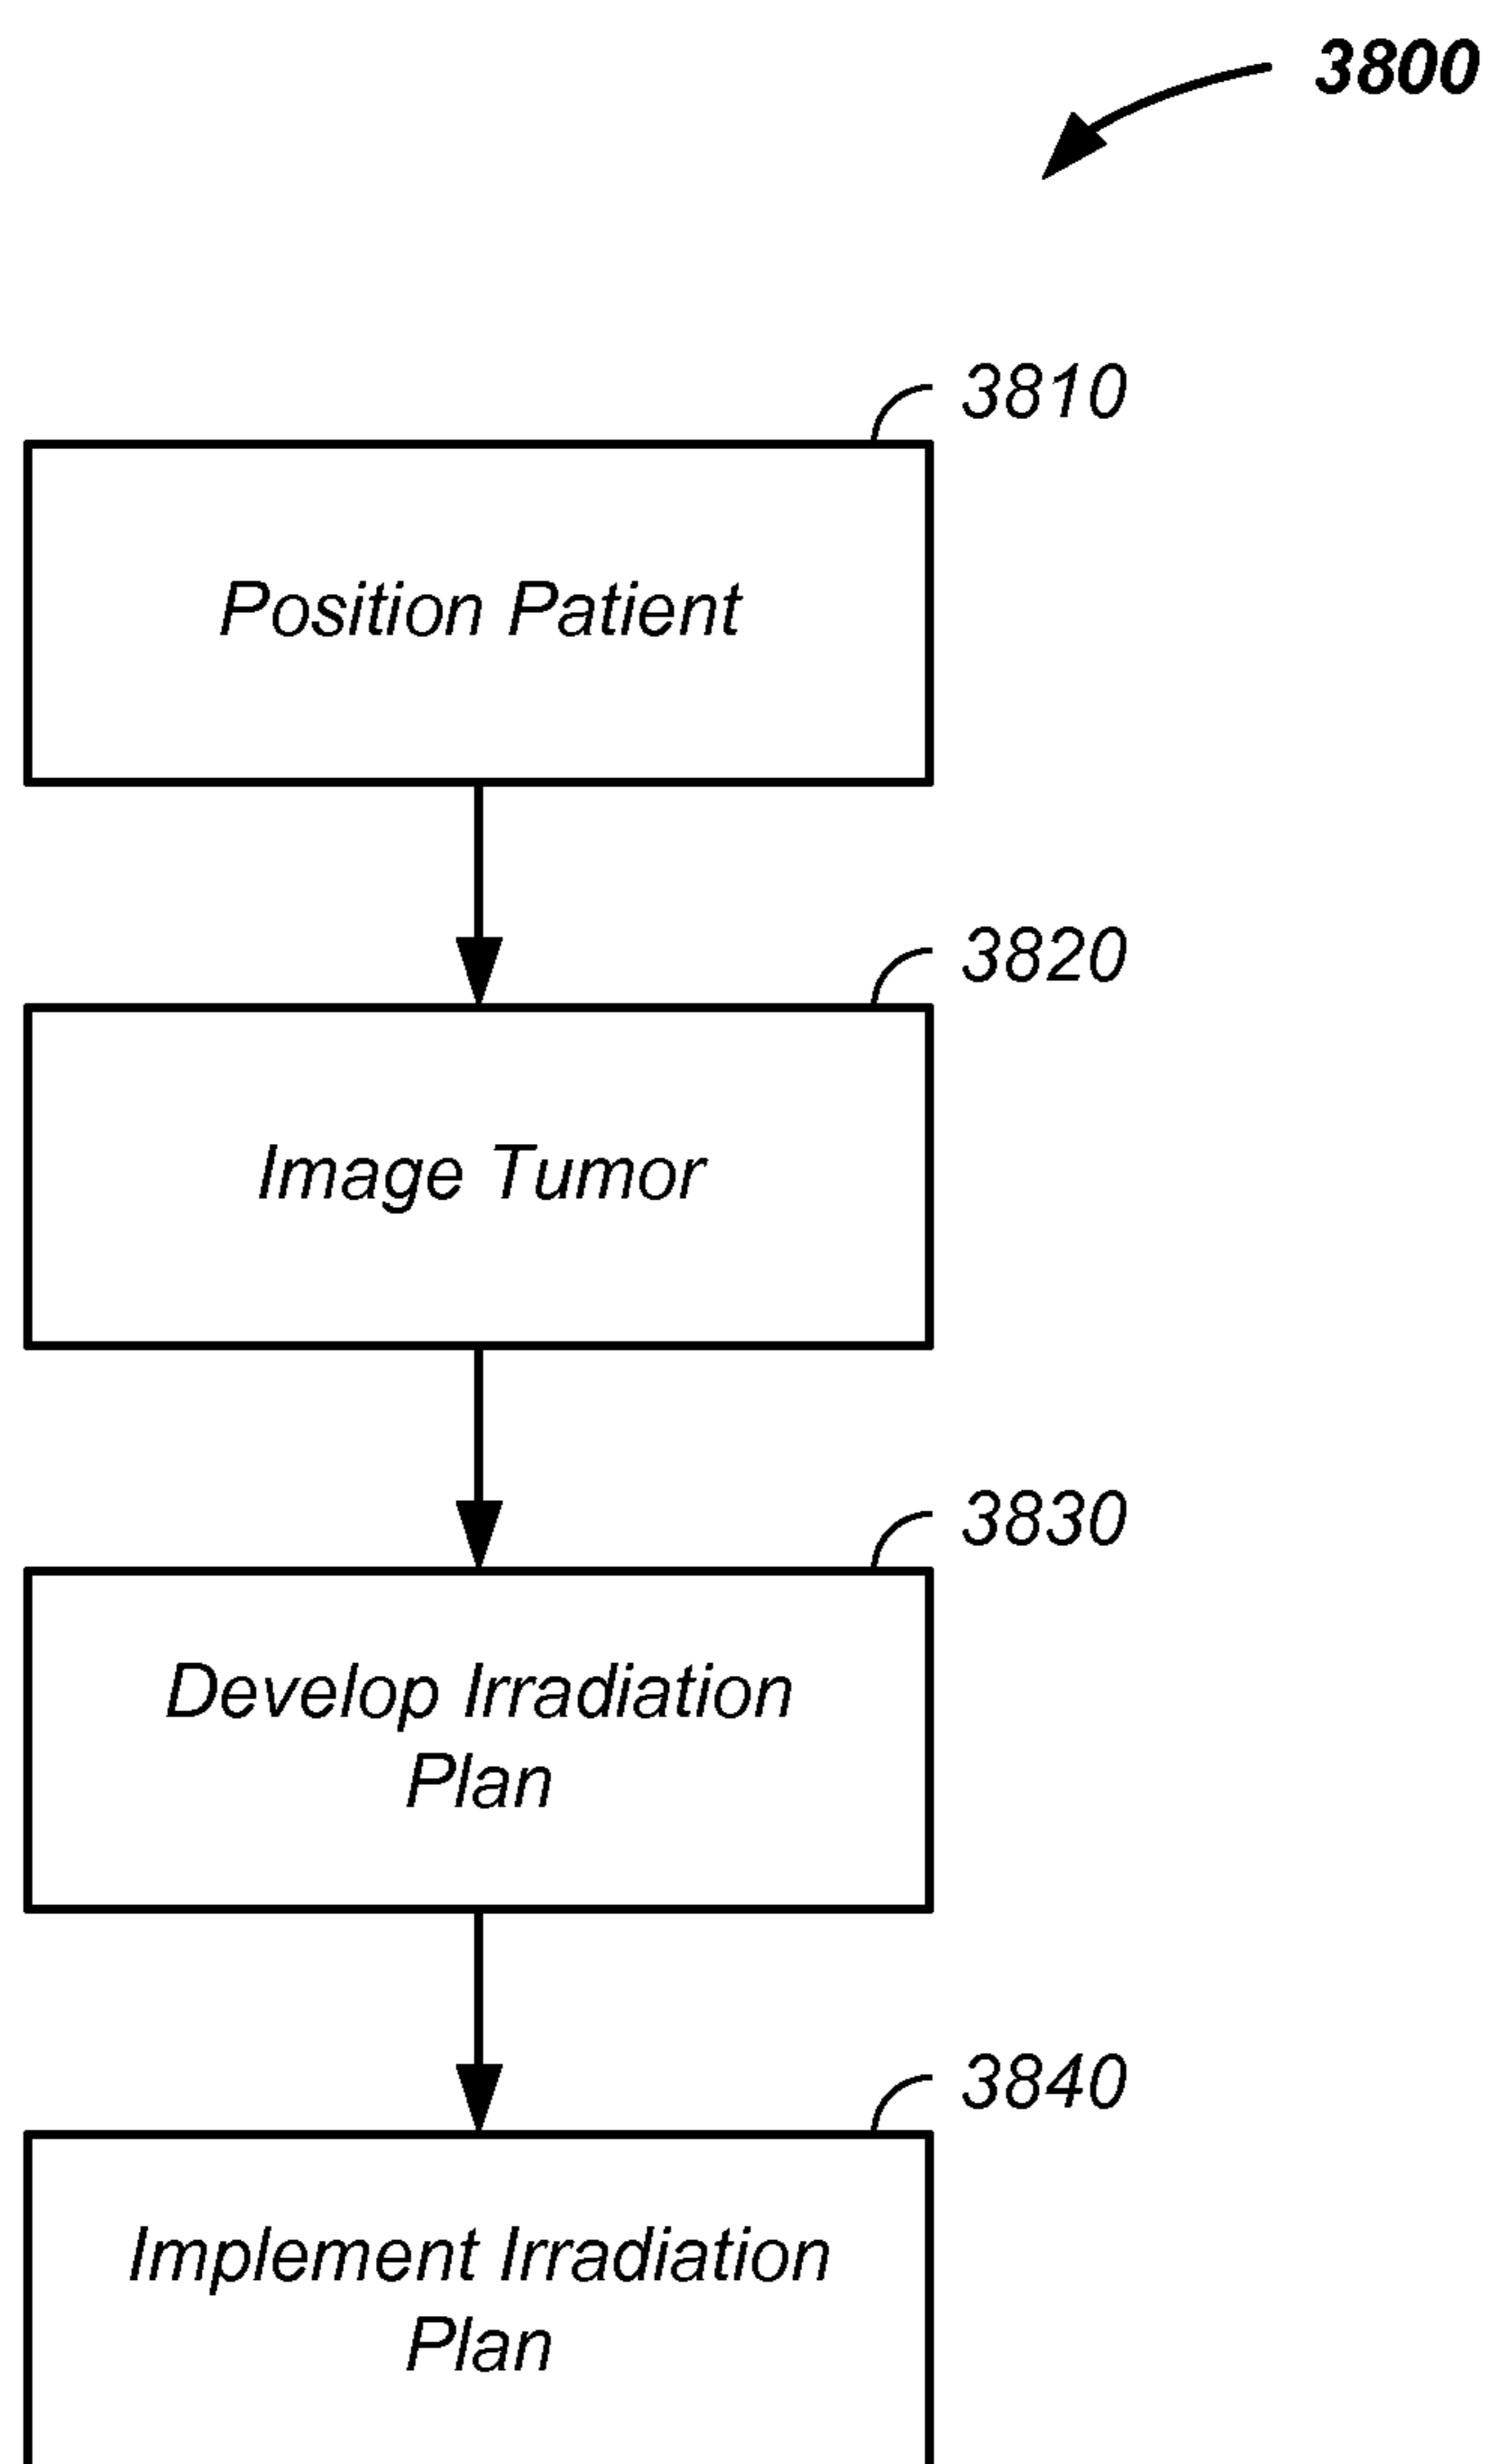 3800
3810
Position Patient
3820
Image Tumor
3830
Develop Irradiation
Plan
3840
Implement Irradiation
Plan